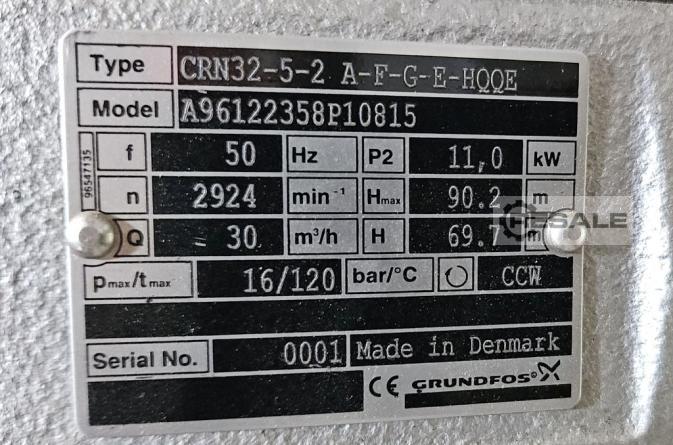 Type CRN32-5-2 A-F-G-E-HQQE
Model A96122358P10815
96547135
f 50 Hz P2 11,0 kW
n 2924 min⁻¹ Hmax 90.2 m
Q 30 m³/h H 69.7 m
pmax/tmax 16/120 bar/°C CCW
Serial No. 0001 Made in Denmark
CE GRUNDFOS
RESALE